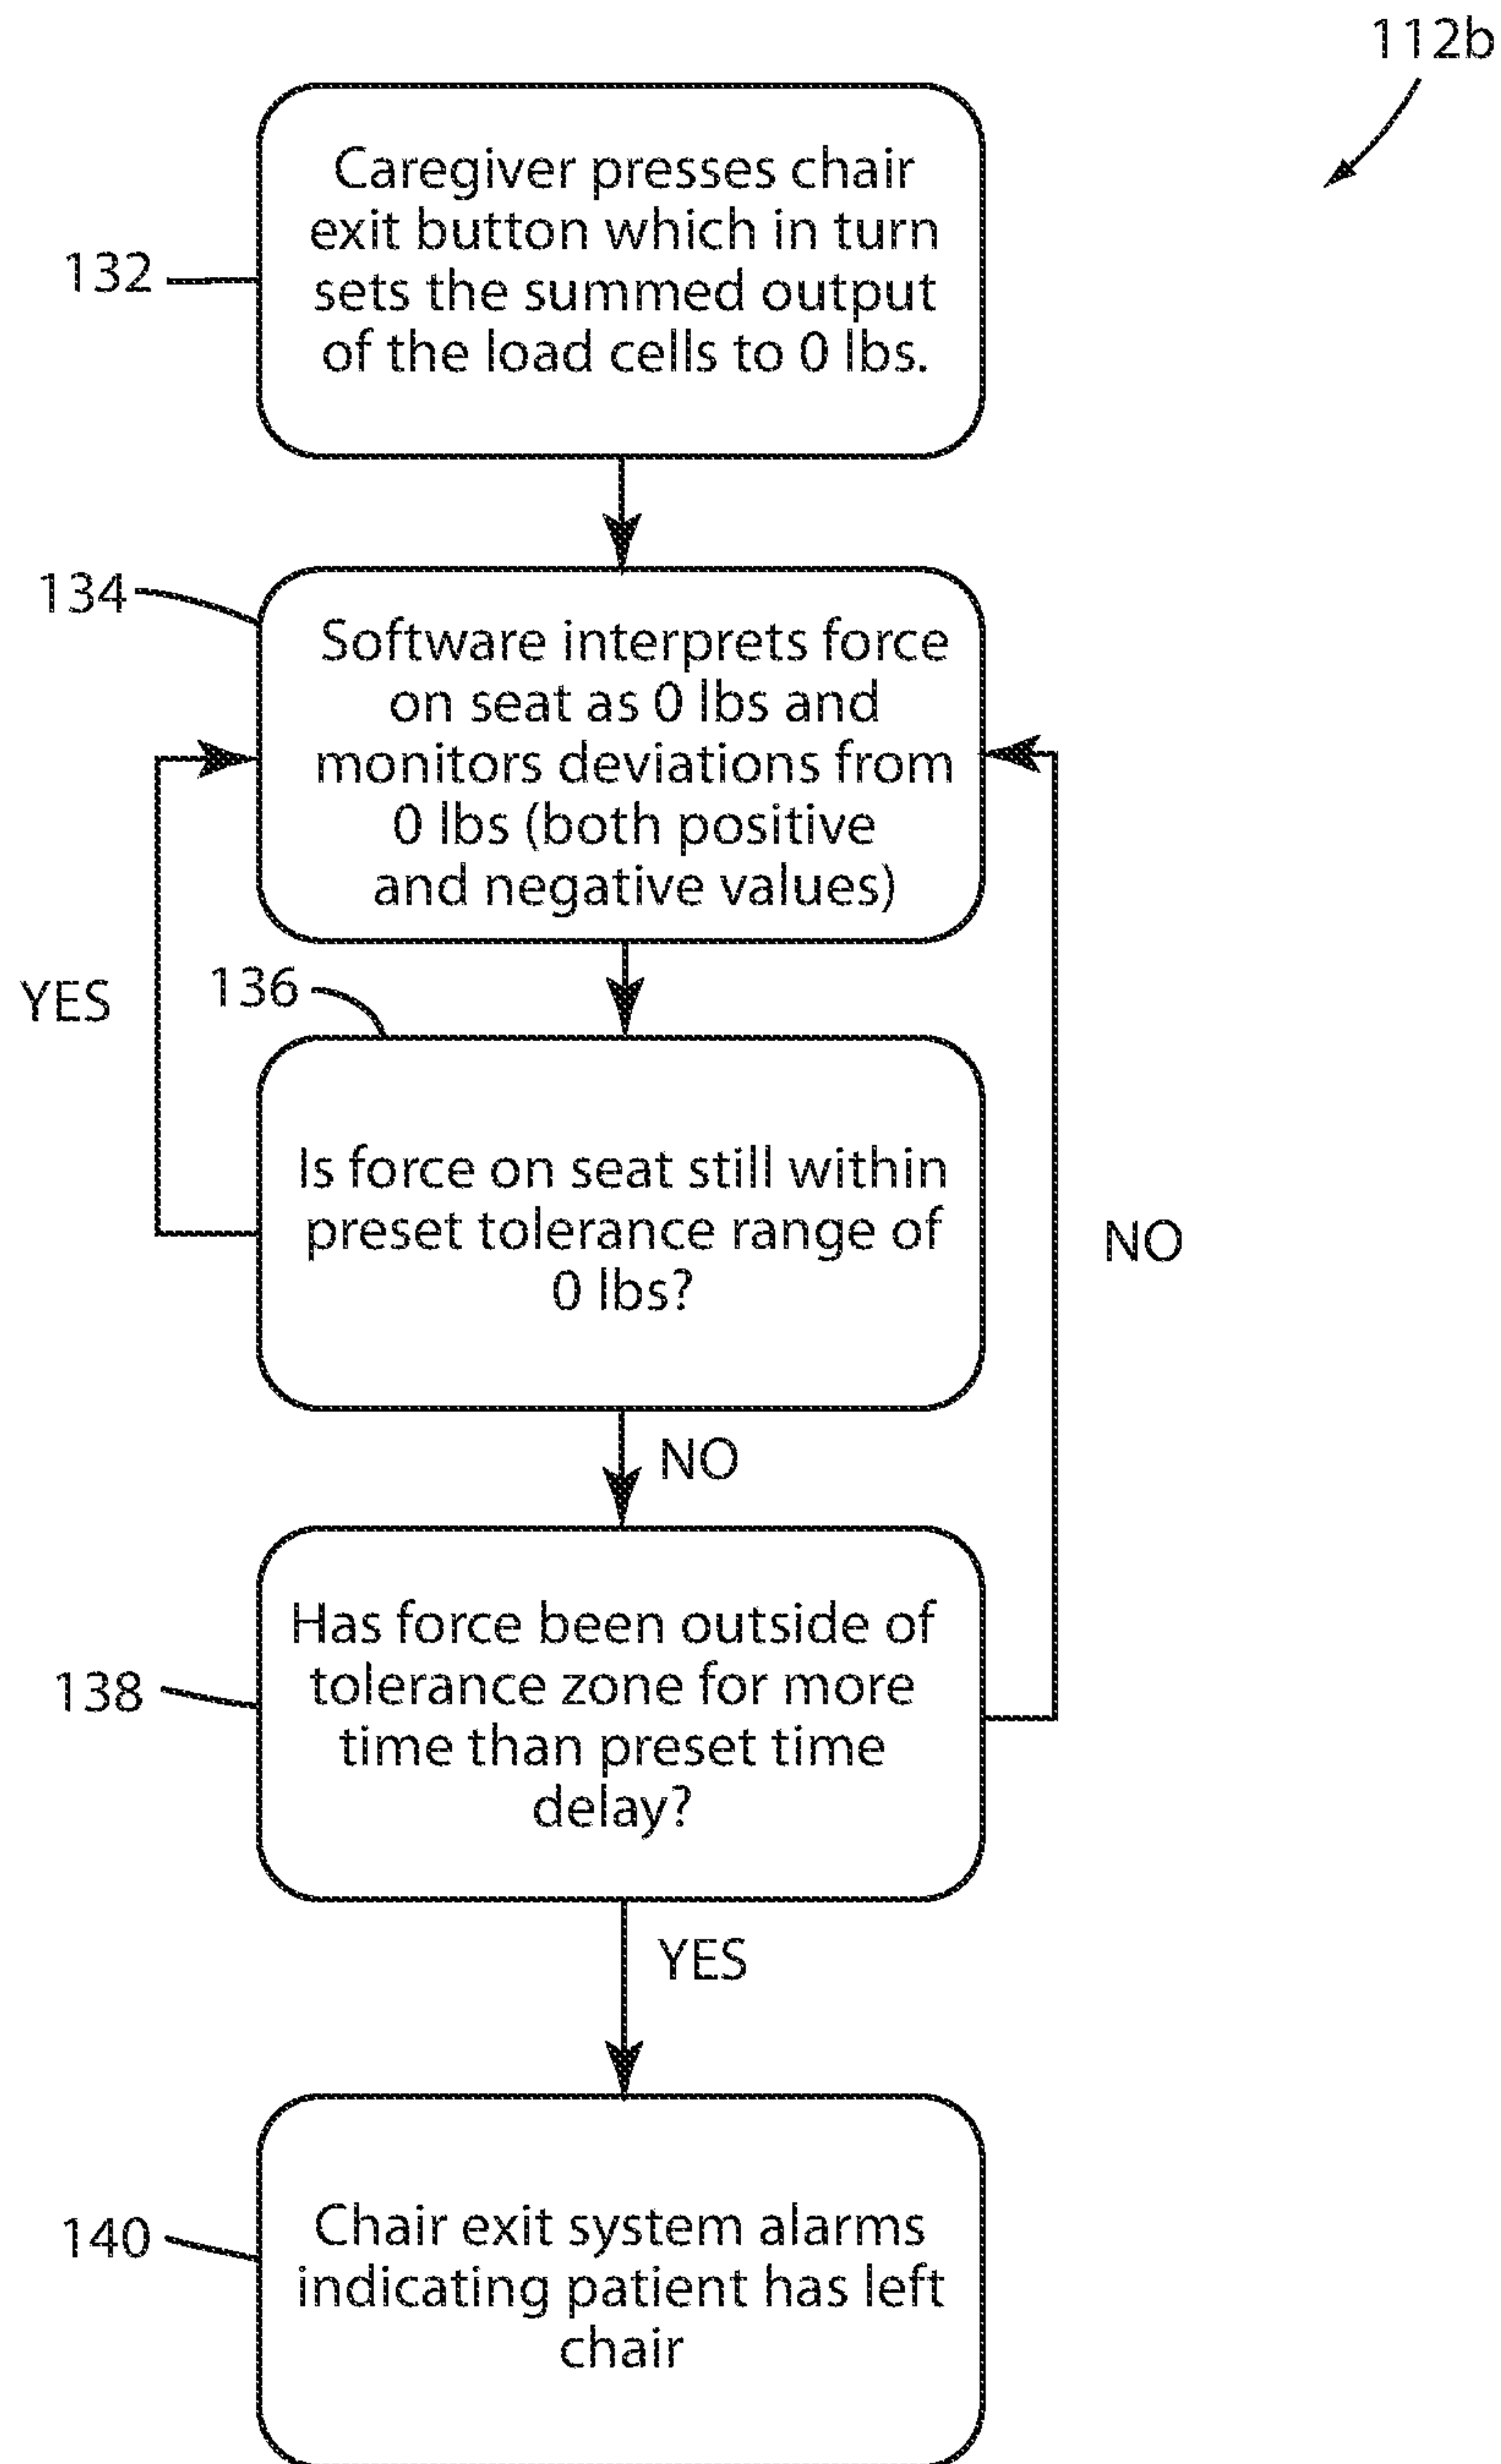 112b
Caregiver presses chair
exit button which in turn
sets the summed output
of the load cells to 0 lbs.
132
134
Software interprets force
on seat as 0 lbs and
monitors deviations from
0 lbs (both positive
and negative values)
YES
136
Is force on seat still within
preset tolerance range of
0 lbs?
NO
NO
Has force been outside of
tolerance zone for more
time than preset time
delay?
138
YES
Chair exit system alarms
indicating patient has left
chair
140